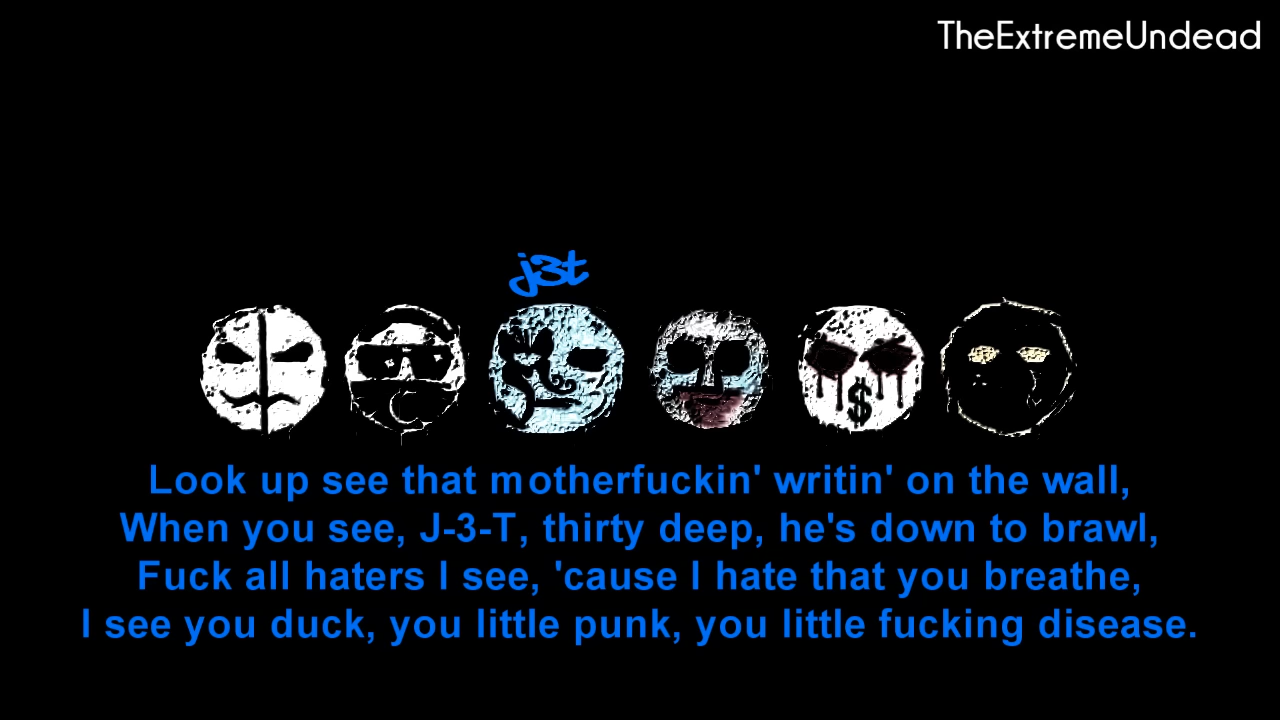 TheExtremeUndead
j3t
$
Look up see that motherfuckin' writin' on the wall,
When you see, J-3-T, thirty deep, he's down to brawl,
Fuck all haters I see, 'cause I hate that you breathe,
I see you duck, you little punk, you little fucking disease.